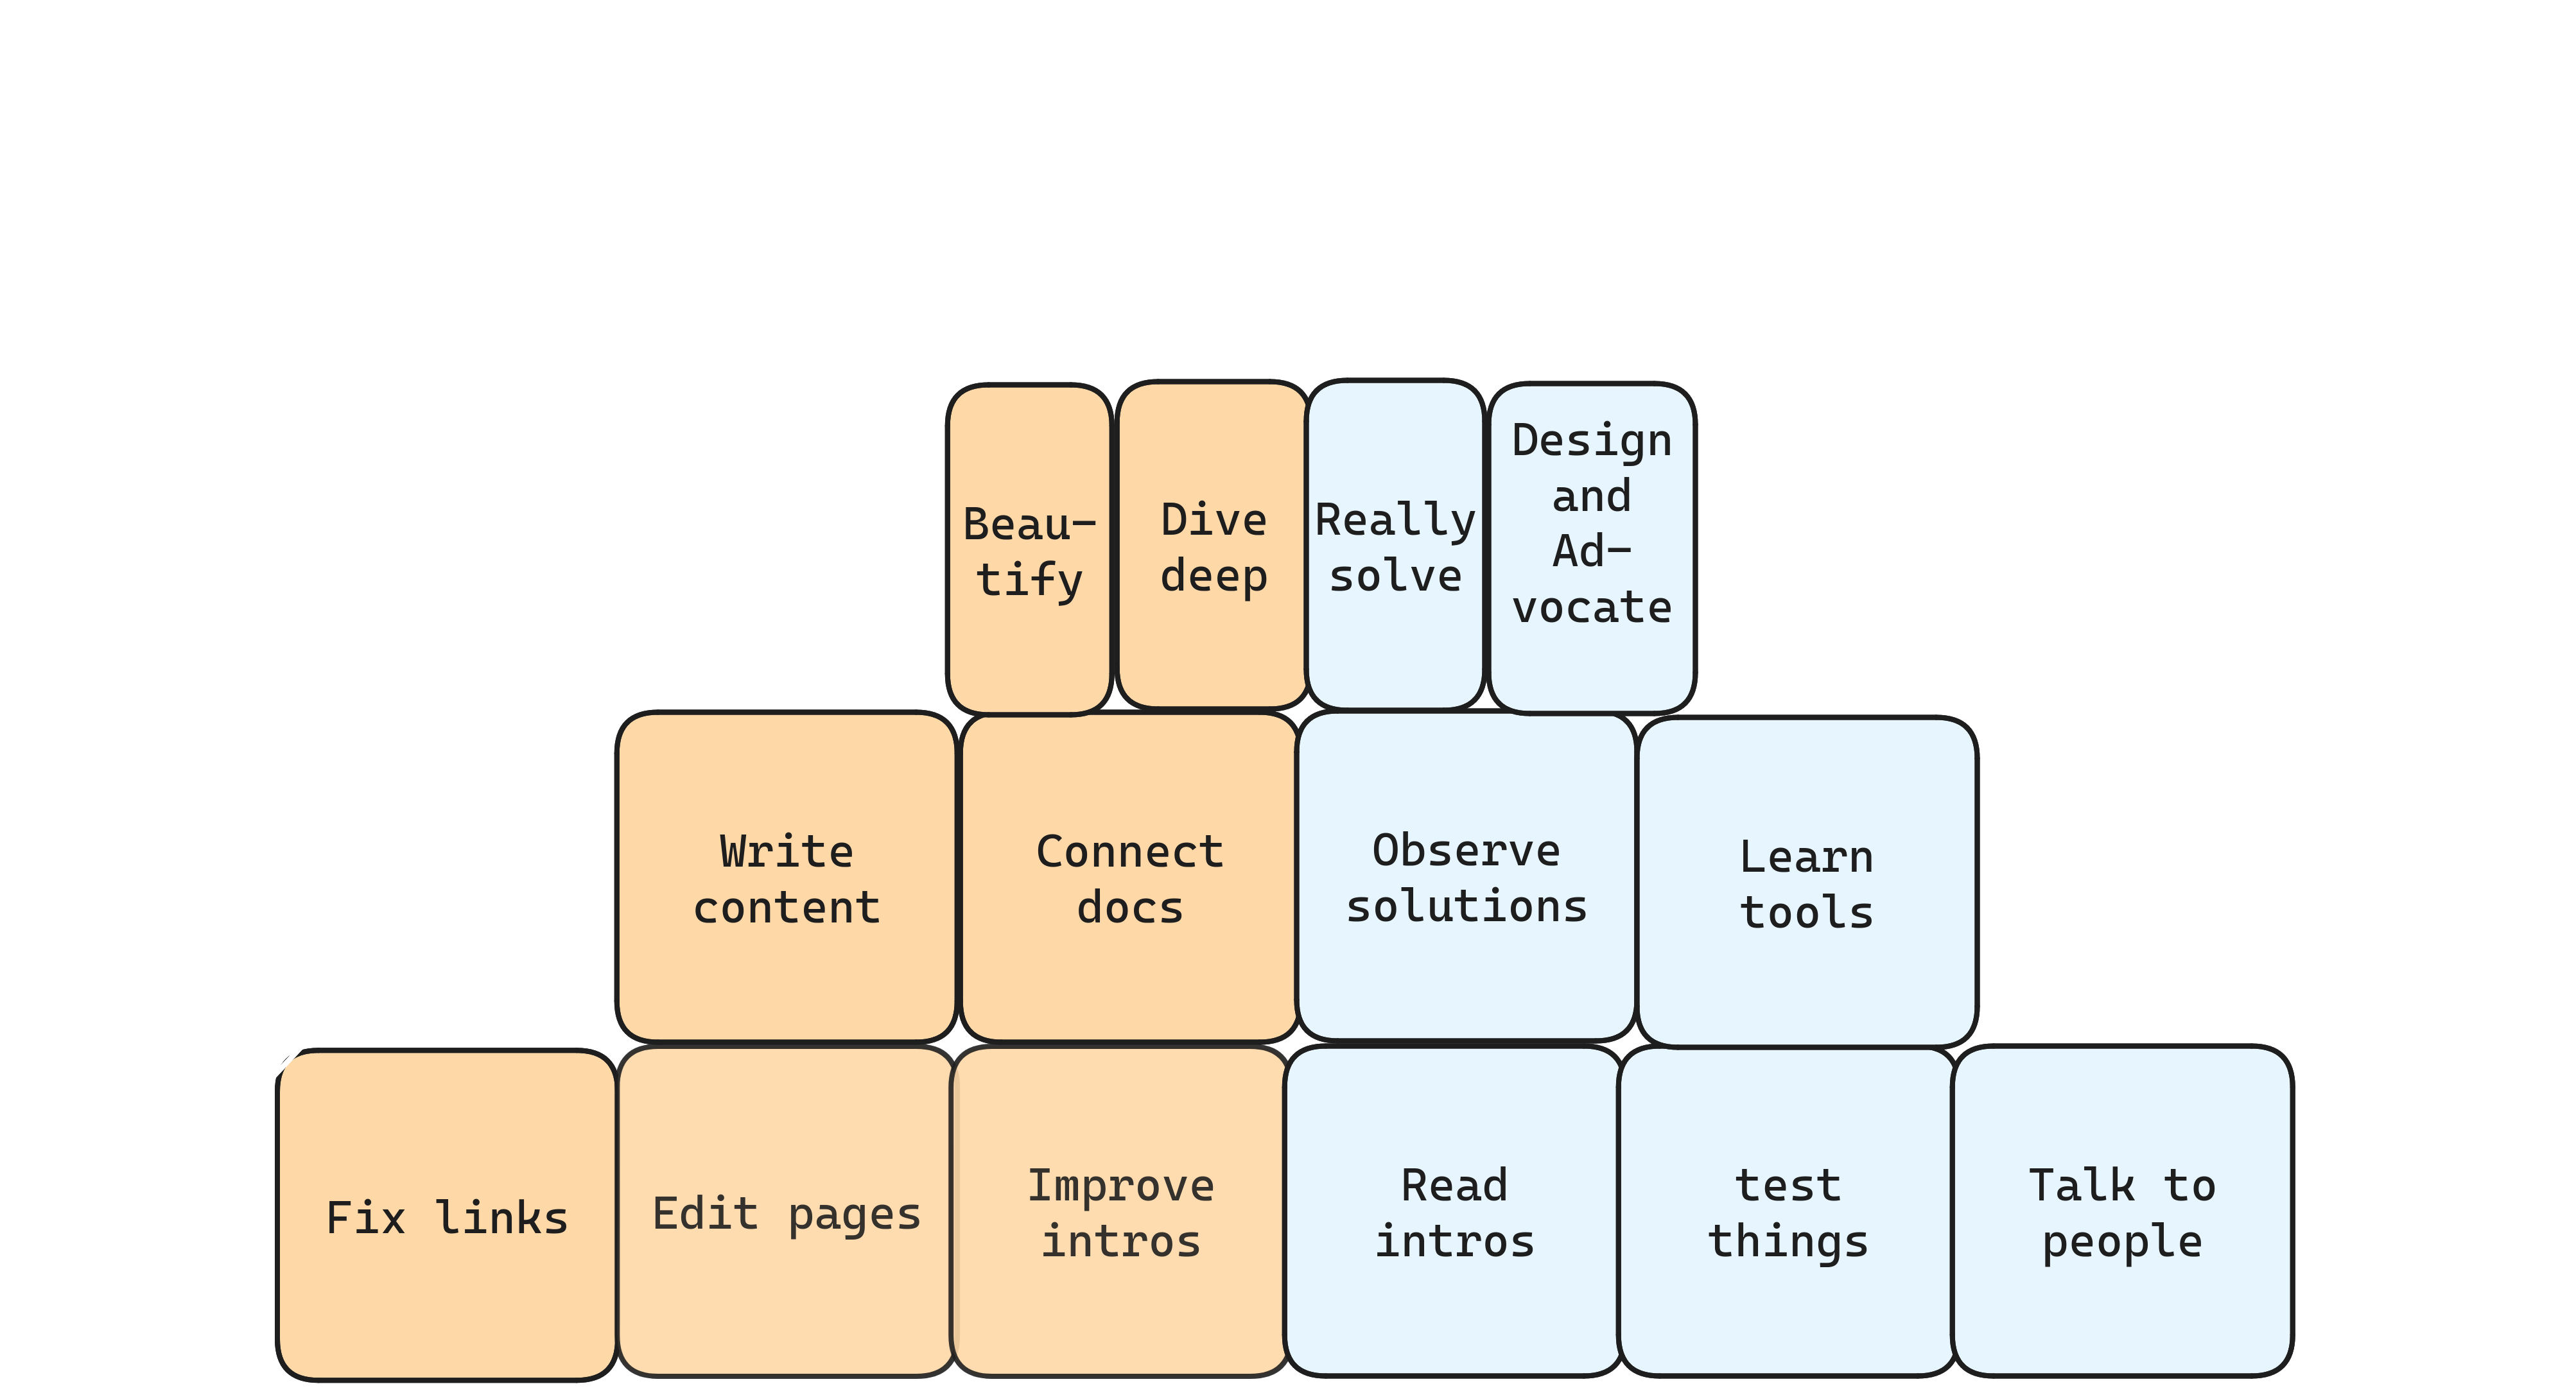 Beau-
tify
Dive
deep
Really
solve
Design
and
Ad-
vocate
Write
content
Connect
docs
Observe
solutions
Learn
tools
Fix links
Edit pages
Improve
intros
Read
intros
test
things
Talk to
people